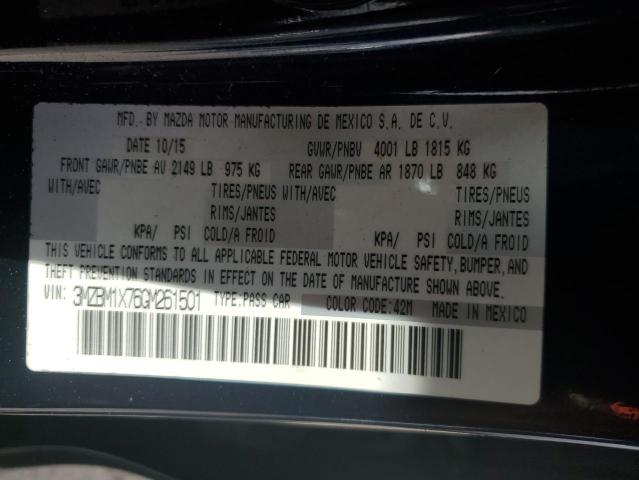 MFD. BY MAZDA MOTOR MANUFACTURING DE MEXICO S.A. DE C.V.
DATE 10/15 GVWR/PNBV 4001 LB 1815 KG
FRONT GAWR/PNBE AV 2149 LB 975 KG REAR GAWR/PNBE AR 1870 LB 848 KG
WITH/AVEC TIRES/PNEUS WITH/AVEC TIRES/PNEUS
RIMS/JANTES RIMS/JANTES
KPA/ PSI COLD/A FROID KPA/ PSI COLD/A FROID
THIS VEHICLE CONFORMS TO ALL APPLICABLE FEDERAL MOTOR VEHICLE SAFETY, BUMPER, AND
THEFT PREVENTION STANDARDS IN EFFECT ON THE DATE OF MANUFACTURE SHOWN ABOVE.
VIN: 3MZBM1X76GM261501 TYPE:PASS CAR COLOR CODE:42M MADE IN MEXICO